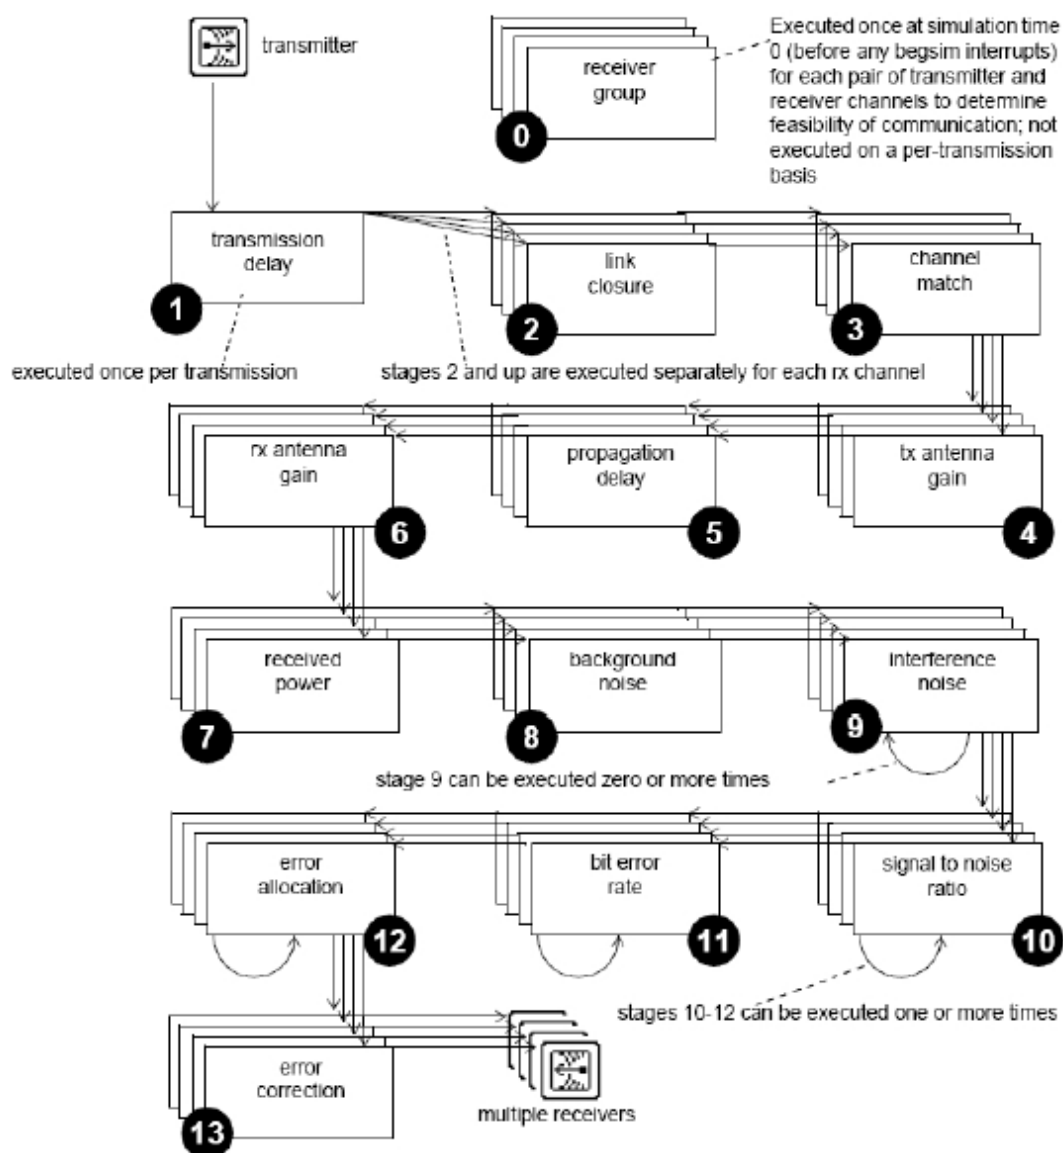 transmitter
receiver
group
0
Executed once at simulation time
0 (before any begsim interrupts)
for each pair of transmitter and
receiver channels to determine
feasibility of communication; not
executed on a per-transmission
basis
transmission
delay
1
link
closure
2
channel
match
3
executed once per transmission
stages 2 and up are executed separately for each rx channel
rx antenna
gain
6
propagation
delay
5
tx antenna
gain
4
received
power
7
background
noise
8
interference
noise
9
stage 9 can be executed zero or more times
error
allocation
12
bit error
rate
11
signal to noise
ratio
10
stages 10-12 can be executed one or more times
error
correction
13
multiple receivers